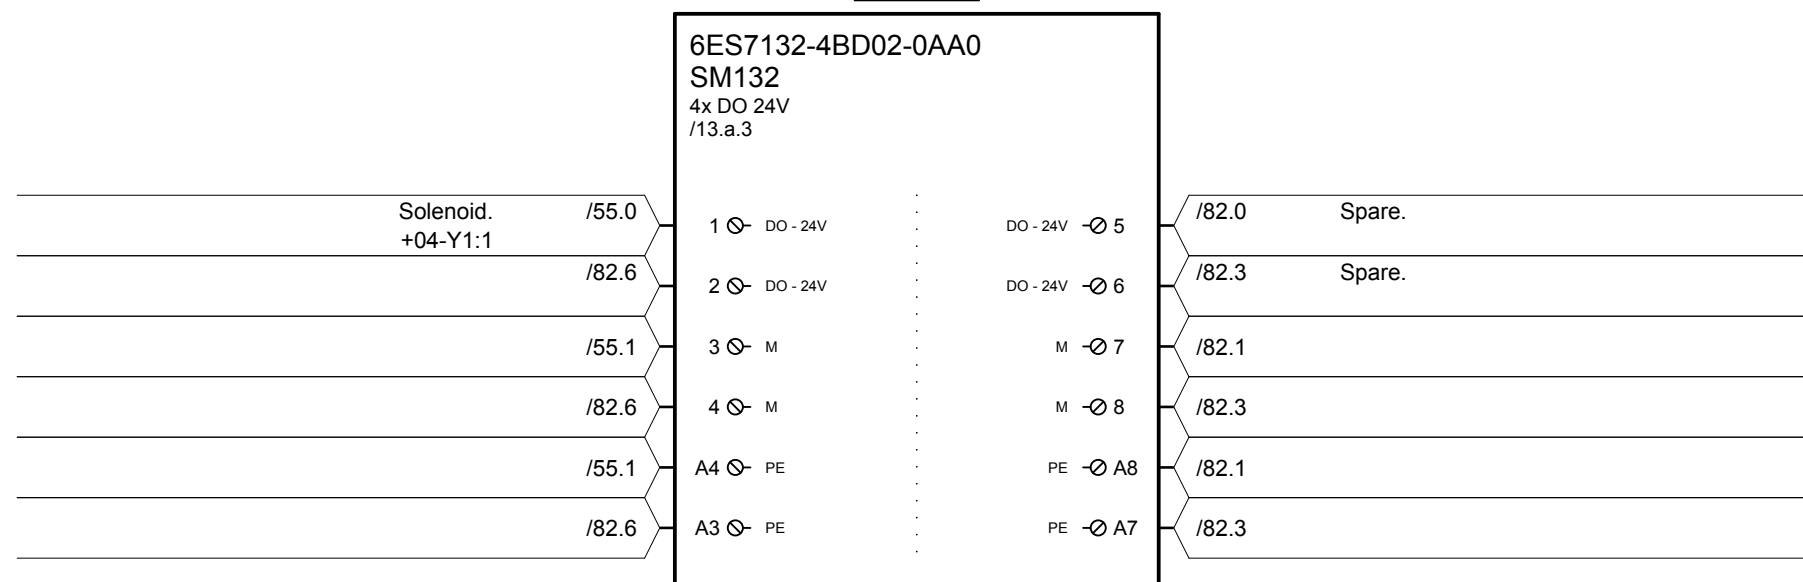 6ES7132-4BD02-0AA0
SM132
4x DO 24V
/13.a.3
Solenoid. /55.0 1 DO - 24V DO - 24V 5 /82.0 Spare.
+04-Y1:1
/82.6 2 DO - 24V DO - 24V 6 /82.3 Spare.
/55.1 3 M M 7 /82.1
/82.6 4 M M 8 /82.3
/55.1 A4 PE PE A8 /82.1
/82.6 A3 PE PE A7 /82.3